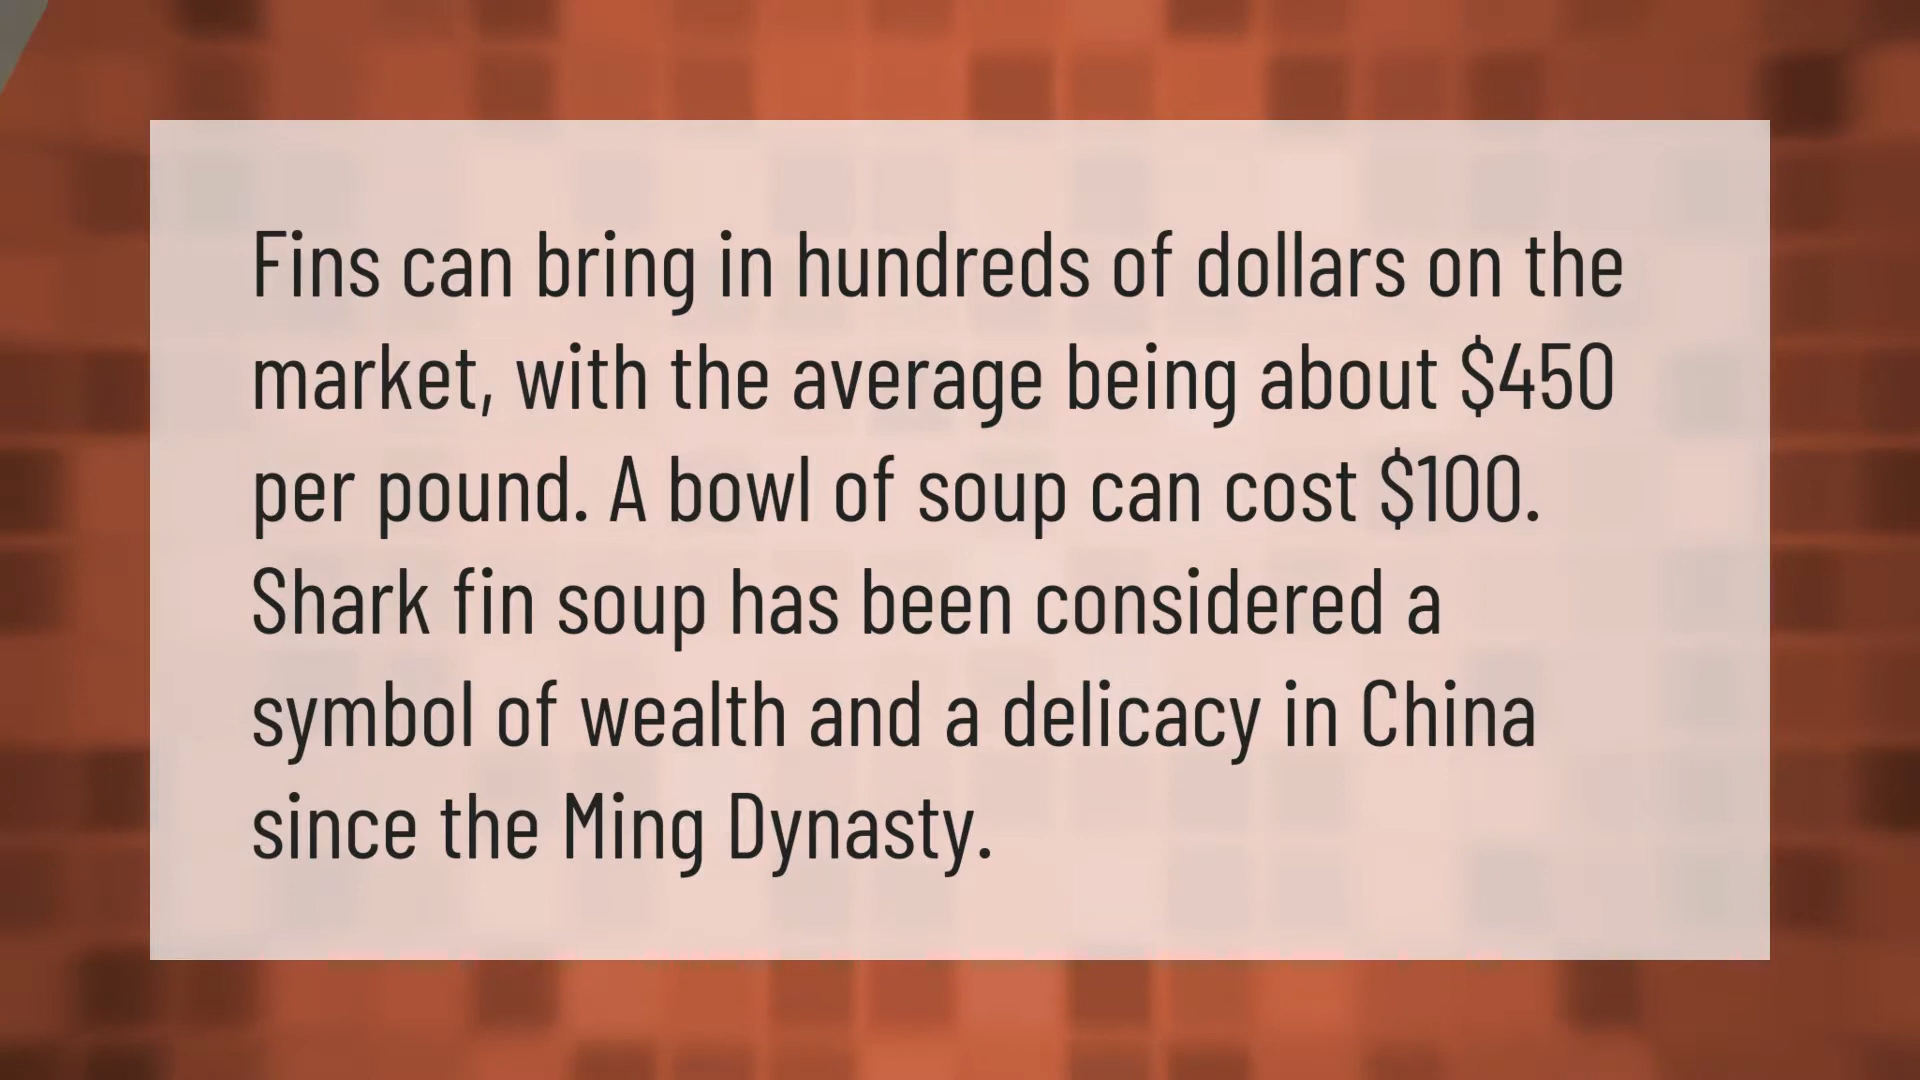 Fins can bring in hundreds of dollars on the
market, with the average being about $450
per pound. A bowl of soup can cost $100.
Shark fin soup has been considered a
symbol of wealth and a delicacy in China
since the Ming Dynasty.